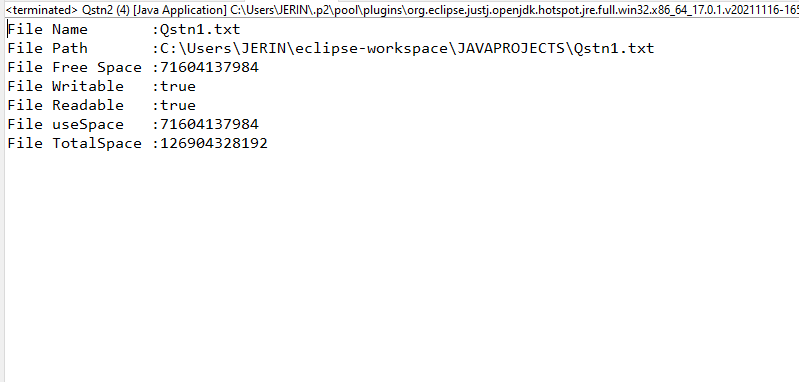 <terminated> Qstn2 (4) [Java Application] C:\Users\JERIN\.p2\pool\plugins\org.eclipse.justj.openjdk.hotspot.jre.full.win32.x86_64_17.0.1.v20211116-165
File Name       :Qstn1.txt
File Path       :C:\Users\JERIN\eclipse-workspace\JAVAPROJECTS\Qstn1.txt
File Free Space :71604137984
File Writable   :true
File Readable   :true
File useSpace   :71604137984
File TotalSpace :126904328192